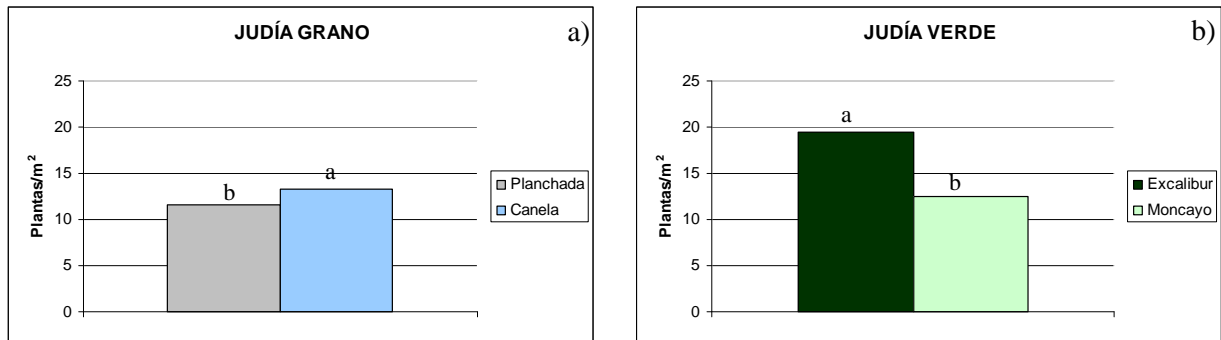 JUDÍA GRANO a)
Plantas/m²
25
20
15
10
5
0
b
a
Planchada
Canela
JUDÍA VERDE b)
Plantas/m²
25
20
15
10
5
0
a
b
Excalibur
Moncayo